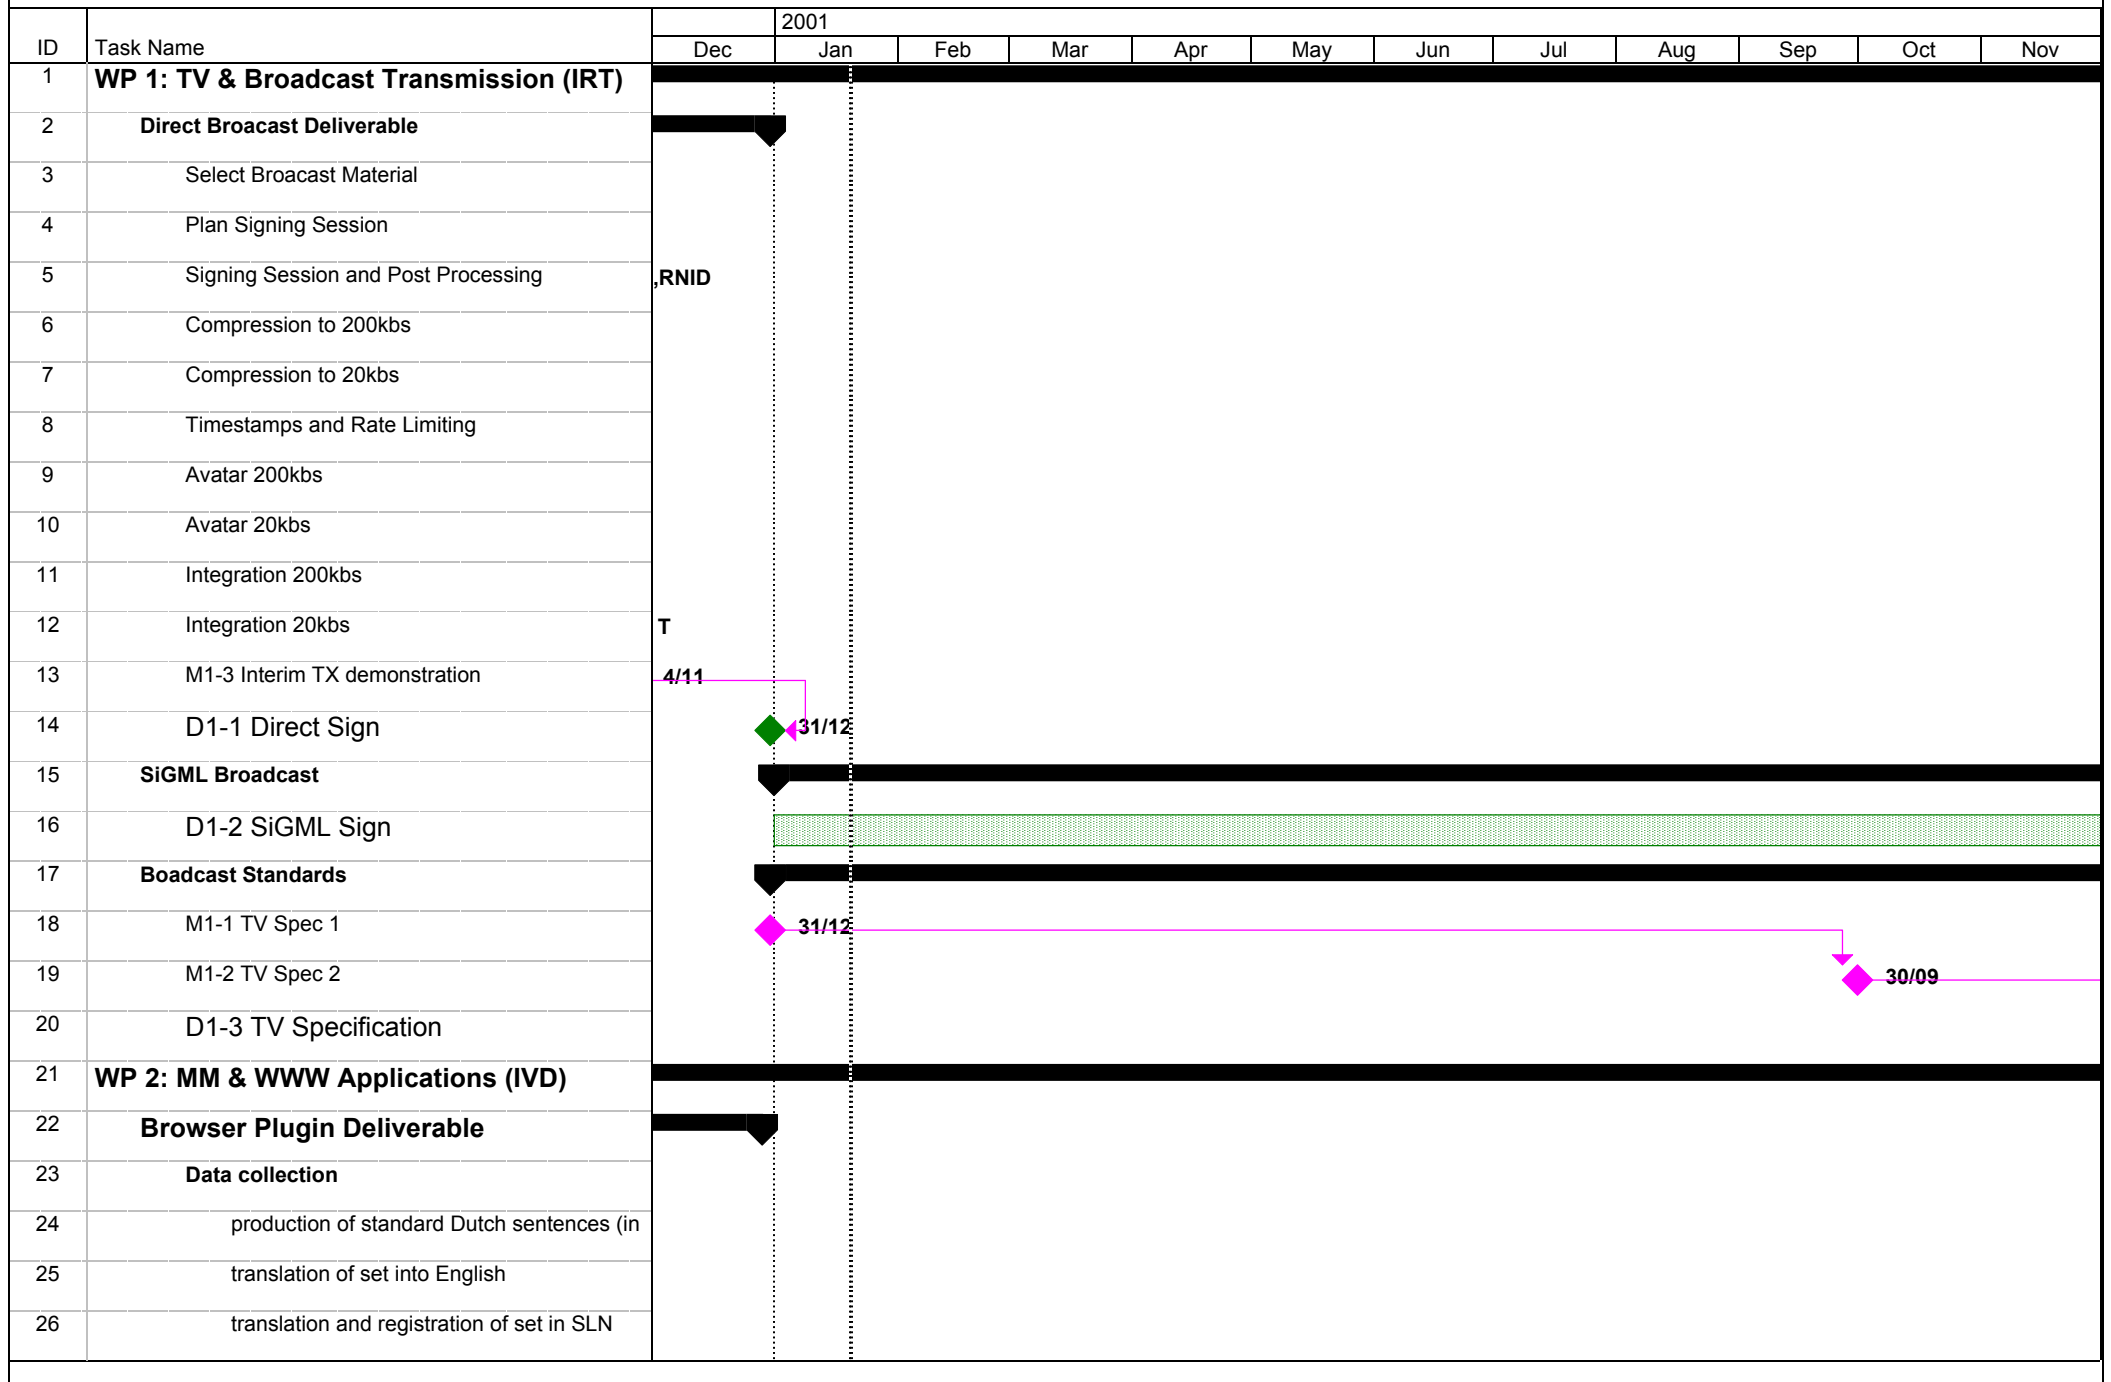 2001
ID Task Name Dec Jan Feb Mar Apr May Jun Jul Aug Sep Oct Nov
1 WP 1: TV & Broadcast Transmission (IRT)
2 Direct Broacast Deliverable
3 Select Broacast Material
4 Plan Signing Session
5 Signing Session and Post Processing ,RNID
6 Compression to 200kbs
7 Compression to 20kbs
8 Timestamps and Rate Limiting
9 Avatar 200kbs
10 Avatar 20kbs
11 Integration 200kbs
12 Integration 20kbs T
13 M1-3 Interim TX demonstration 4/11
14 D1-1 Direct Sign 31/12
15 SiGML Broadcast
16 D1-2 SiGML Sign
17 Boadcast Standards
18 M1-1 TV Spec 1 31/12
19 M1-2 TV Spec 2 30/09
20 D1-3 TV Specification
21 WP 2: MM & WWW Applications (IVD)
22 Browser Plugin Deliverable
23 Data collection
24 production of standard Dutch sentences (in
25 translation of set into English
26 translation and registration of set in SLN